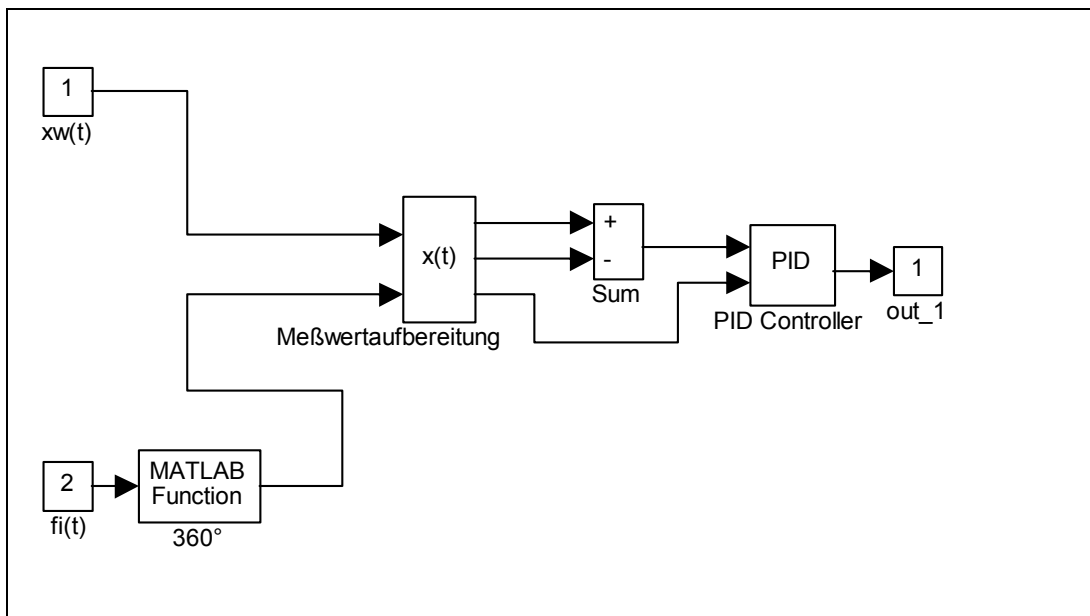 1
xw(t)
x(t)
Meßwertaufbereitung
+
-
Sum
PID
PID Controller
1
out_1
2
fi(t)
MATLAB
Function
360°